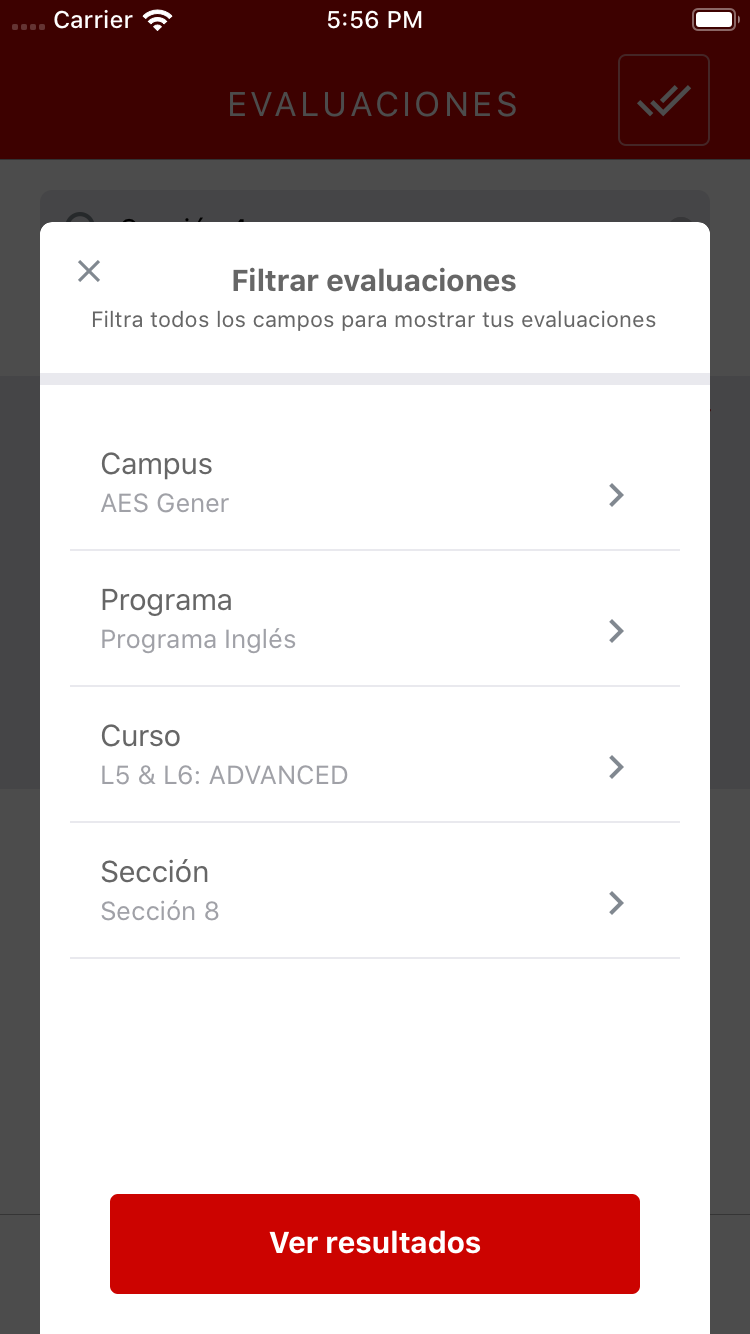 Carrier
5:56 PM
EVALUACIONES
Filtrar evaluaciones
Filtra todos los campos para mostrar tus evaluaciones
Campus
AES Gener
Programa
Programa Inglés
Curso
L5 & L6: ADVANCED
Sección
Sección 8
Ver resultados